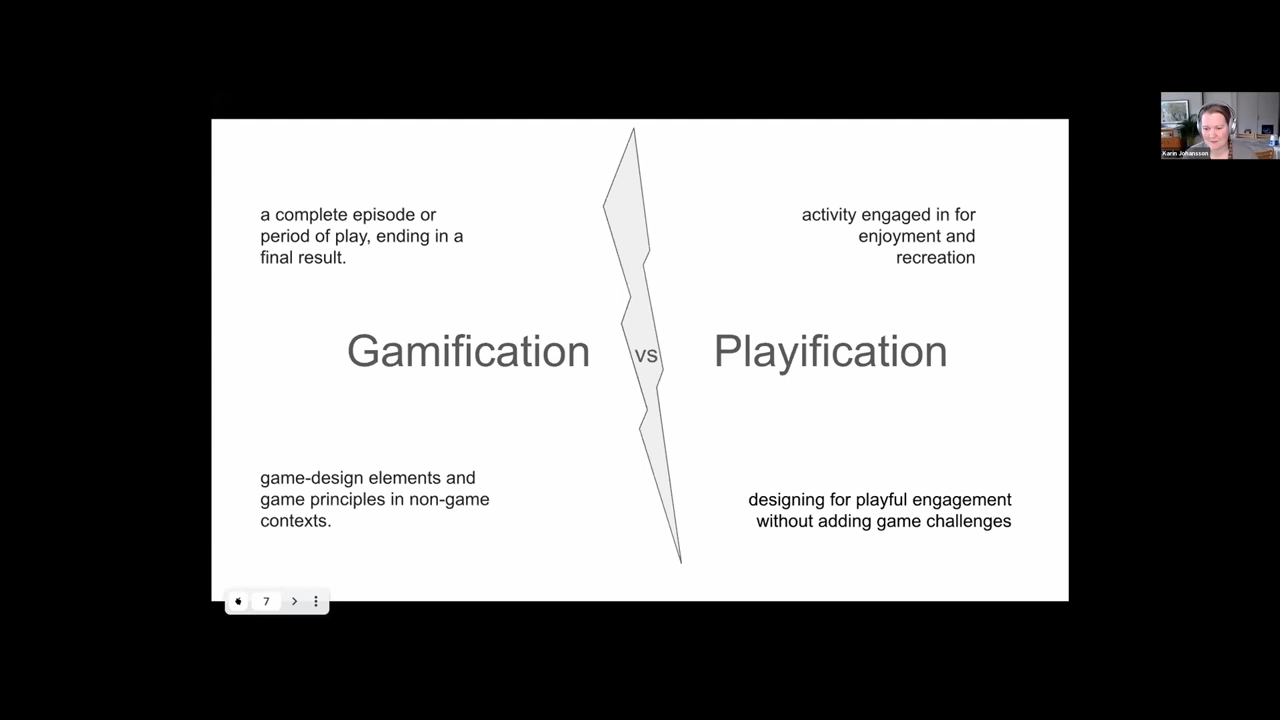 a complete episode or
period of play, ending in a
final result.
activity engaged in for
enjoyment and
recreation
Gamification
vs
Playification
game-design elements and
game principles in non-game
contexts.
designing for playful engagement
without adding game challenges
7
Karin Johansson